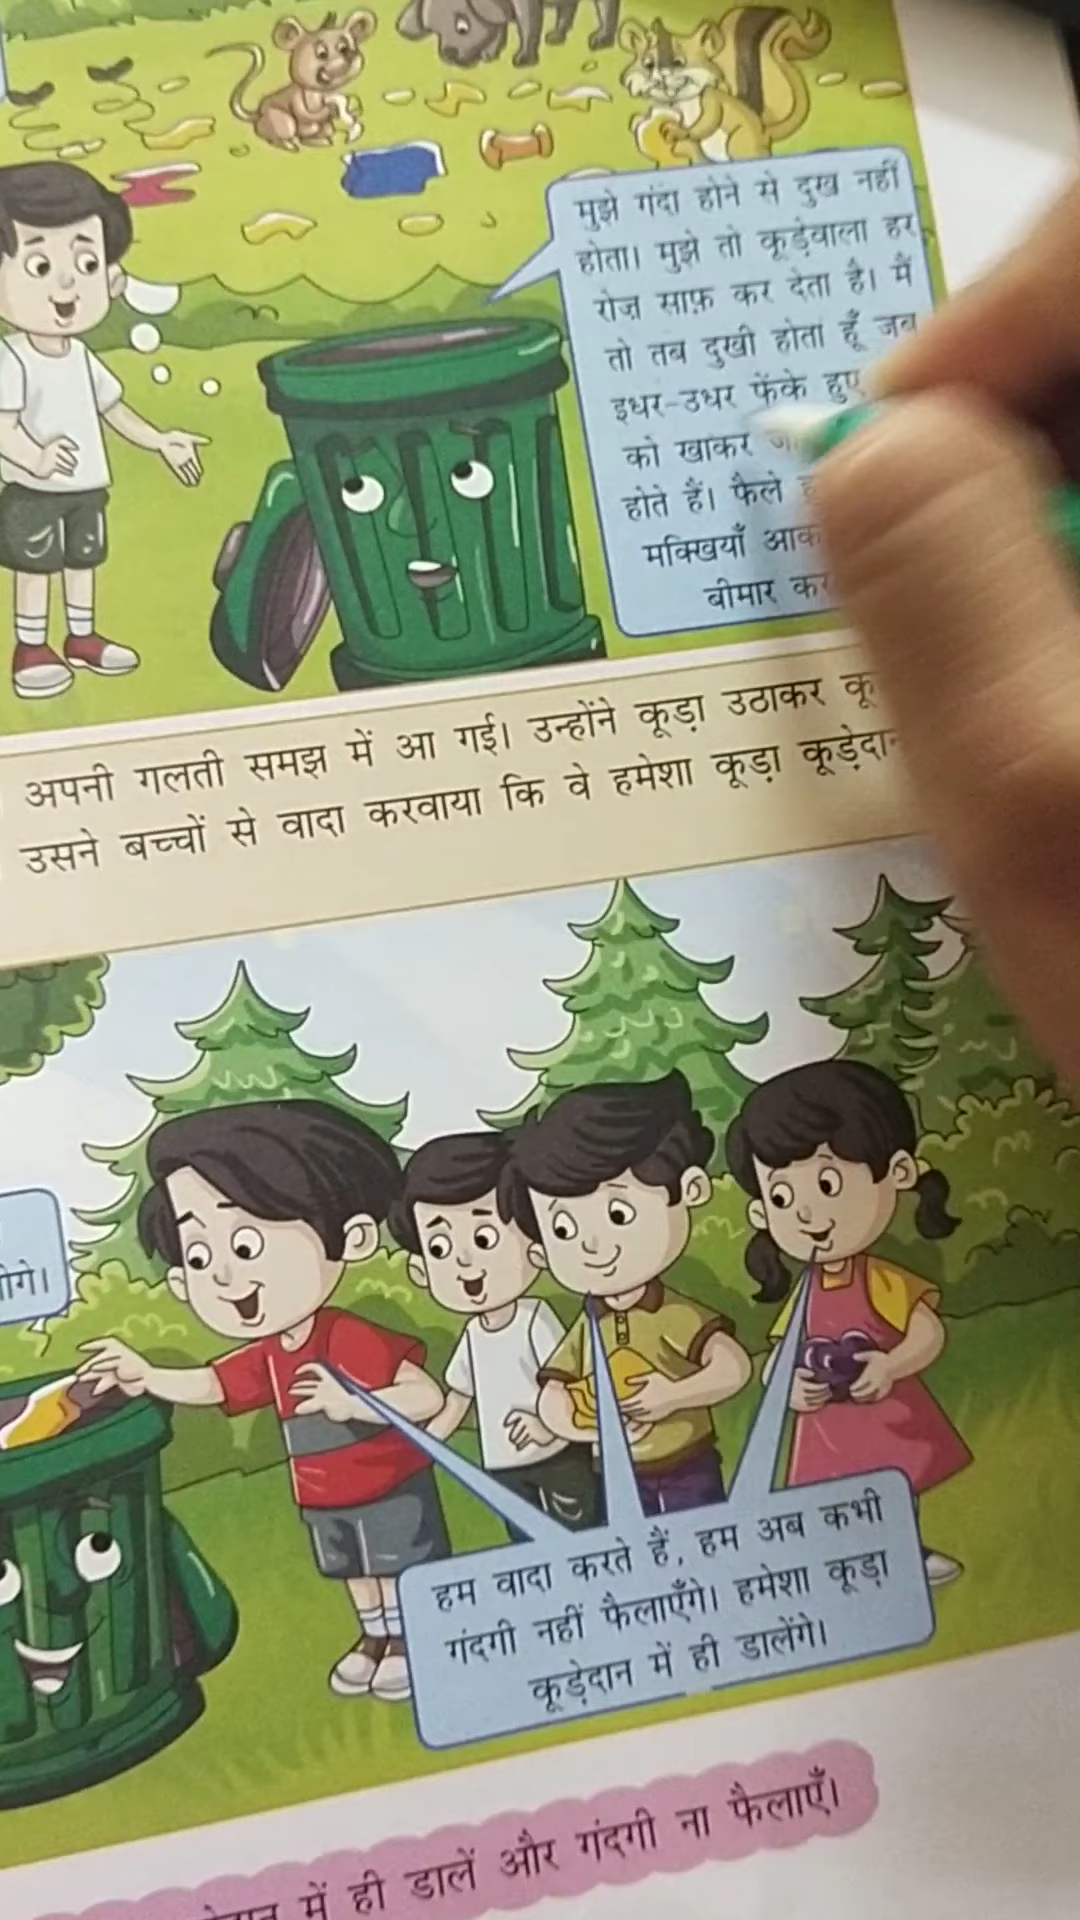 मुझे गंदा होने से दुख नहीं
होता। मुझे तो कूड़ेवाला हर
रोज़ साफ़ कर देता है। मैं
तो तब दुखी होता हूँ जब
इधर-उधर फेंके हुए
को खाकर
होते हैं। फैले
मक्खियाँ
बीमार
अपनी गलती समझ में आ गई। उन्होंने कूड़ा उठाकर
उसने बच्चों से वादा करवाया कि वे हमेशा कूड़ा
हम वादा करते हैं, हम अब कभी
गंदगी नहीं फैलाएँगे। हमेशा कूड़ा
कूड़ेदान में ही डालेंगे।
में ही डालें और गंदगी ना फैलाएँ।